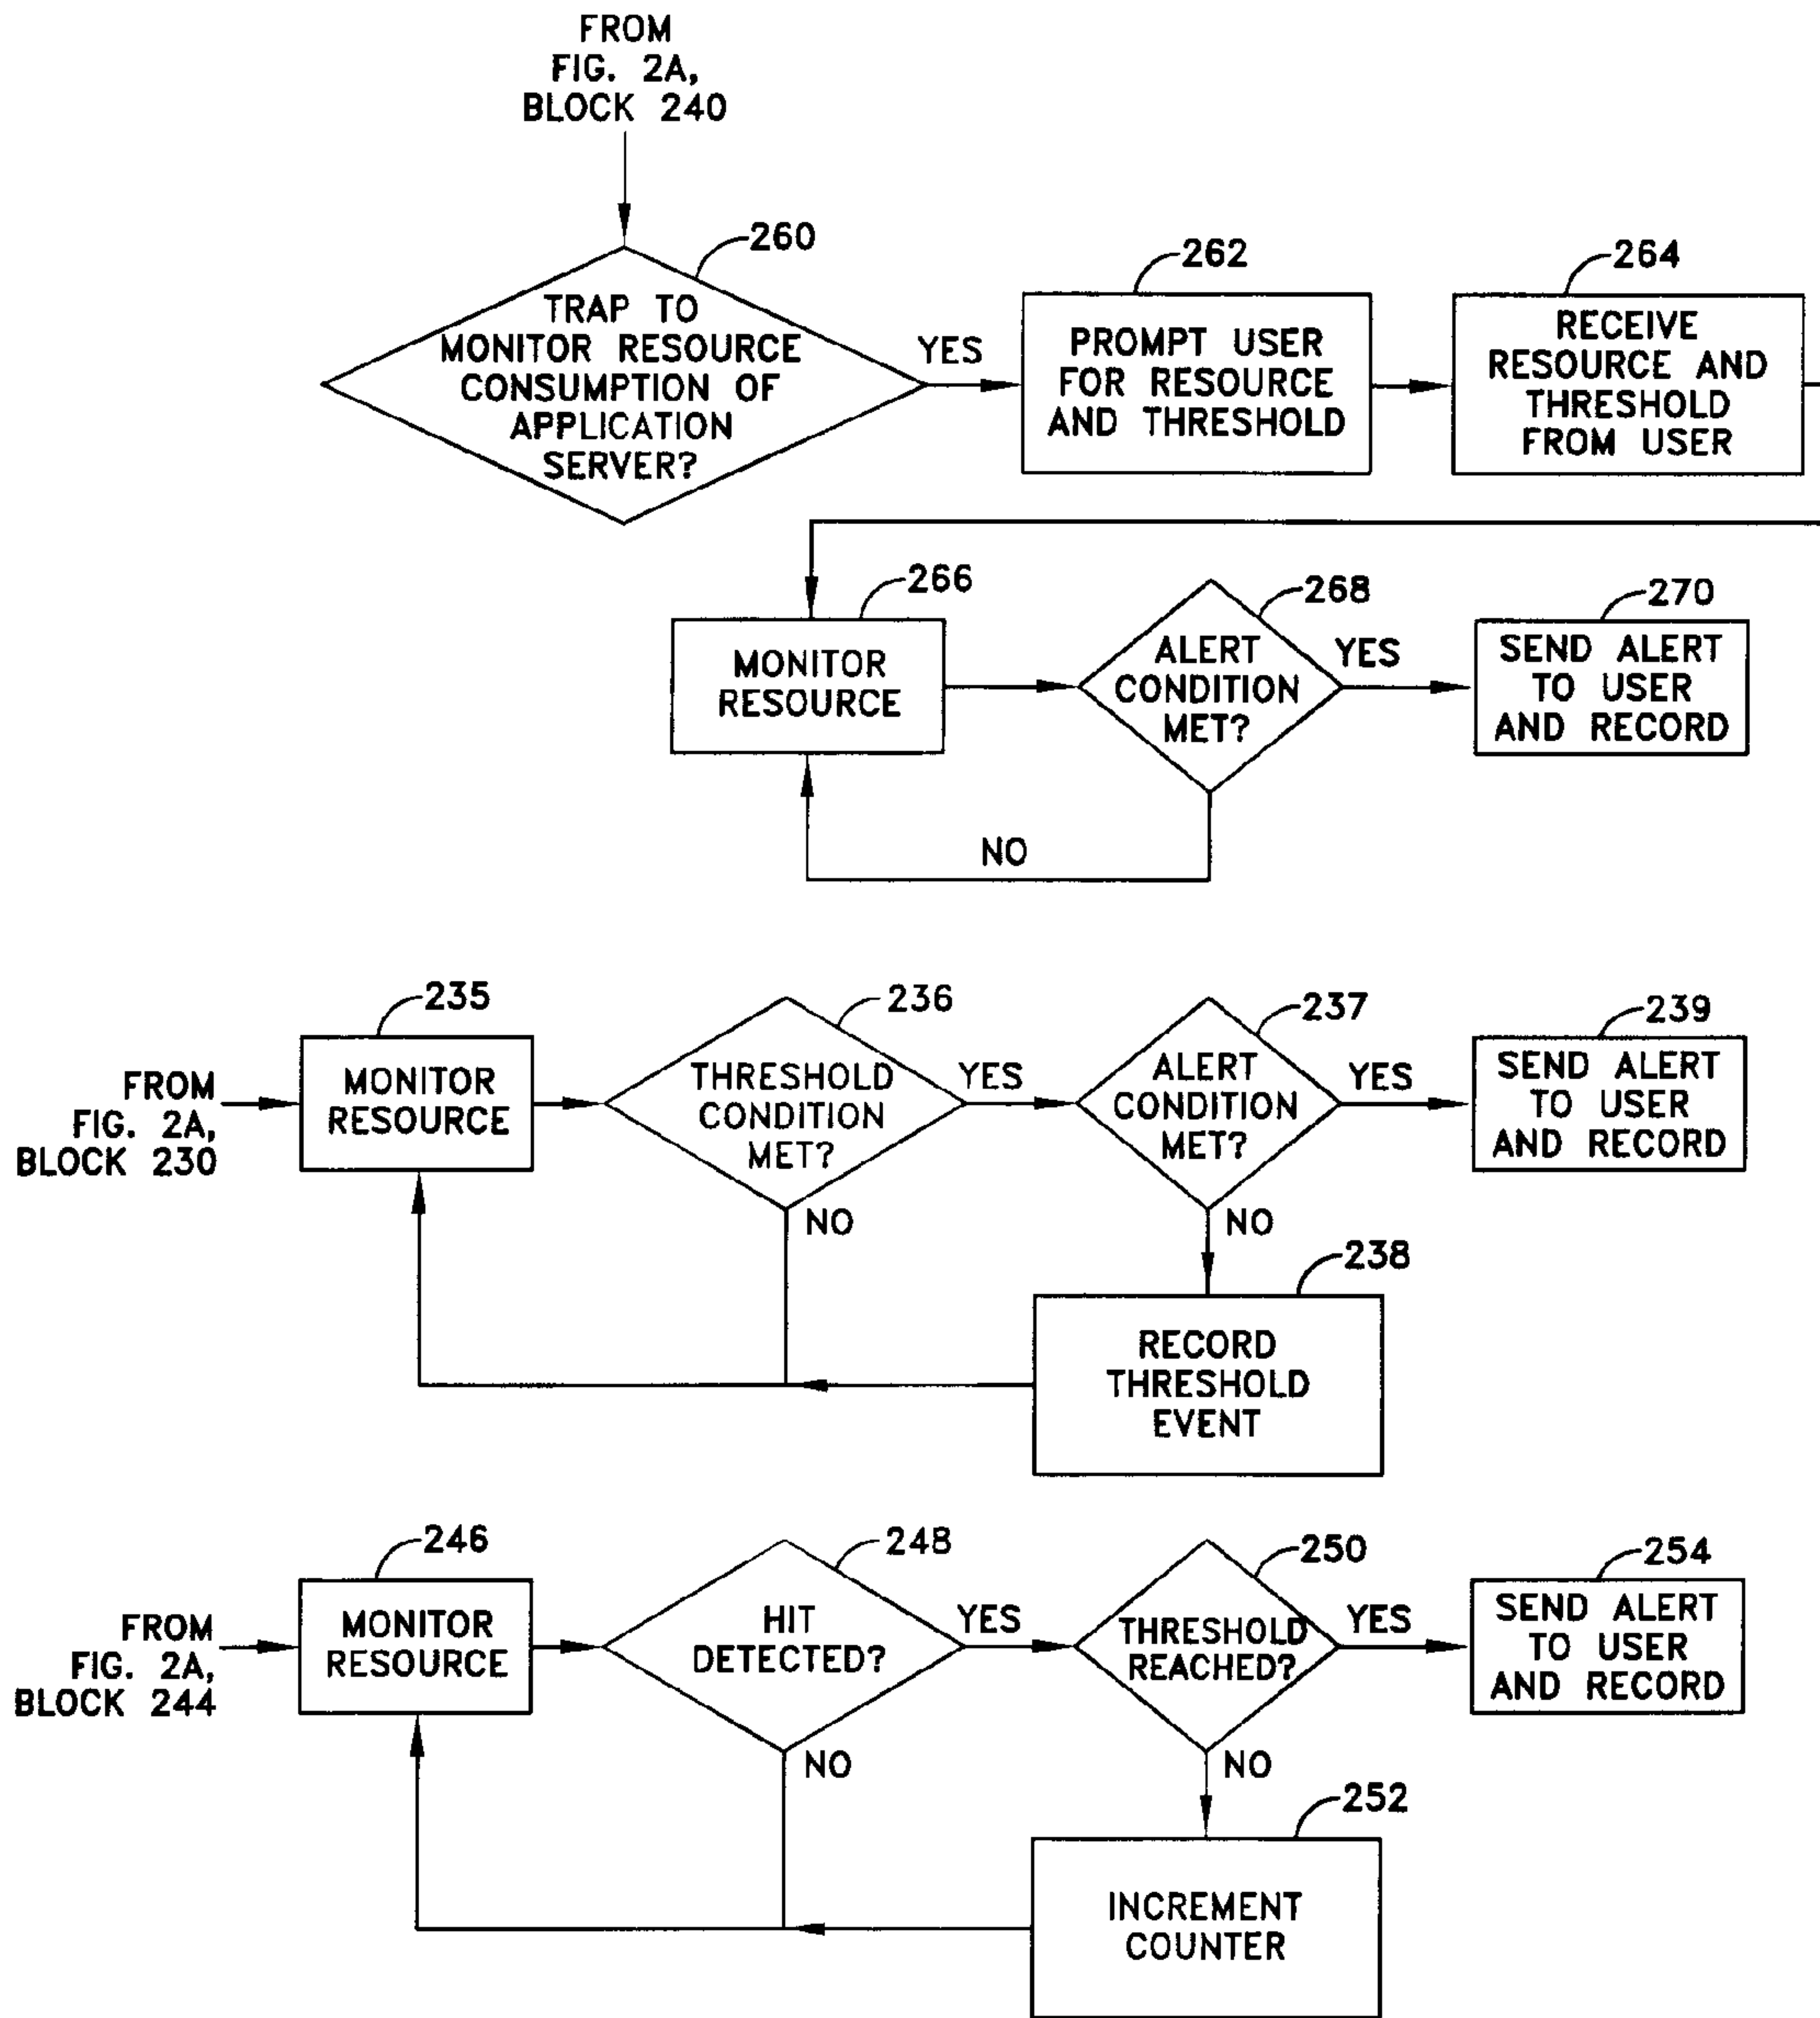 FROM
FIG. 2A,
BLOCK 240
260
TRAP TO
MONITOR RESOURCE
CONSUMPTION OF
APPLICATION
SERVER?
YES
262
PROMPT USER
FOR RESOURCE
AND THRESHOLD
264
RECEIVE
RESOURCE AND
THRESHOLD
FROM USER
266
MONITOR
RESOURCE
268
ALERT
CONDITION
MET?
YES
NO
270
SEND ALERT
TO USER
AND RECORD
FROM
FIG. 2A,
BLOCK 230
235
MONITOR
RESOURCE
236
THRESHOLD
CONDITION
MET?
YES
NO
237
ALERT
CONDITION
MET?
YES
NO
239
SEND ALERT
TO USER
AND RECORD
238
RECORD
THRESHOLD
EVENT
FROM
FIG. 2A,
BLOCK 244
246
MONITOR
RESOURCE
248
HIT
DETECTED?
YES
NO
250
THRESHOLD
REACHED?
YES
NO
254
SEND ALERT
TO USER
AND RECORD
252
INCREMENT
COUNTER